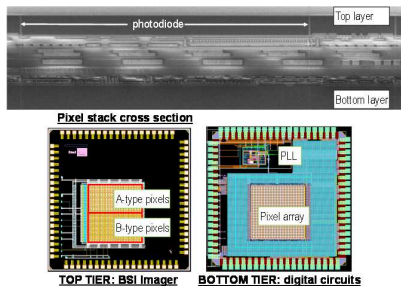 photodiode
Top layer
Bottom layer
Pixel stack cross section
A-type pixels
B-type pixels
PLL
Pixel array
TOP TIER: BSI Imager
BOTTOM TIER: digital circuits